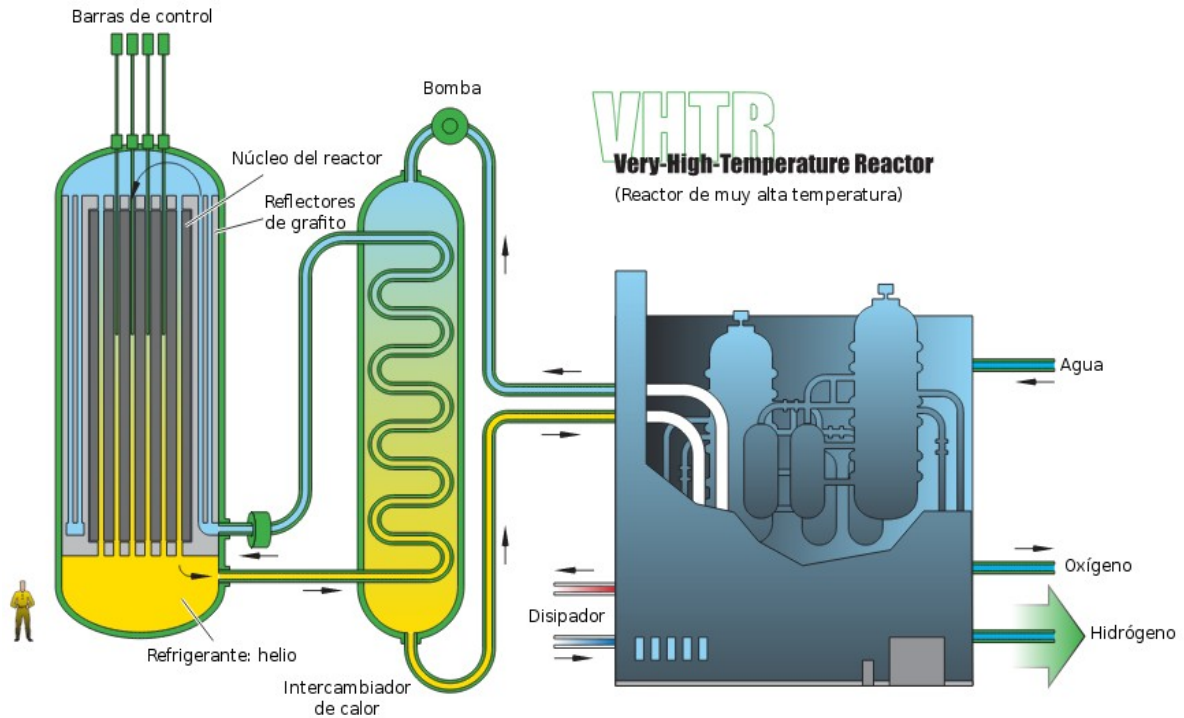 Barras de control
Bomba
VHTR
Very-High-Temperature Reactor
(Reactor de muy alta temperatura)
Núcleo del reactor
Reflectores
de grafito
Agua
Oxígeno
Disipador
Hidrógeno
Refrigerante: helio
Intercambiador
de calor